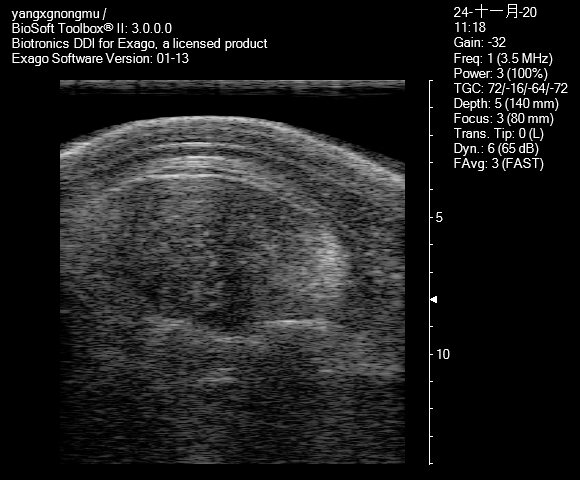 yangxgnongmu /
BioSoft Toolbox® II: 3.0.0.0
Biotronics DDI for Exago, a licensed product
Exago Software Version: 01-13
24-十一月-20
11:18
Gain: -32
Freq: 1 (3.5 MHz)
Power: 3 (100%)
TGC: 72/-16/-64/-72
Depth: 5 (140 mm)
Focus: 3 (80 mm)
Trans. Tip: 0 (L)
Dyn.: 6 (65 dB)
FAvg: 3 (FAST)
5
10